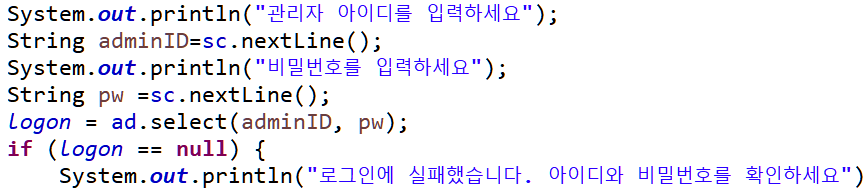 System.out.println("관리자 아이디를 입력하세요");
String adminID=sc.nextLine();
System.out.println("비밀번호를 입력하세요");
String pw =sc.nextLine();
logon = ad.select(adminID, pw);
if (logon == null) {
    System.out.println("로그인에 실패했습니다. 아이디와 비밀번호를 확인하세요")